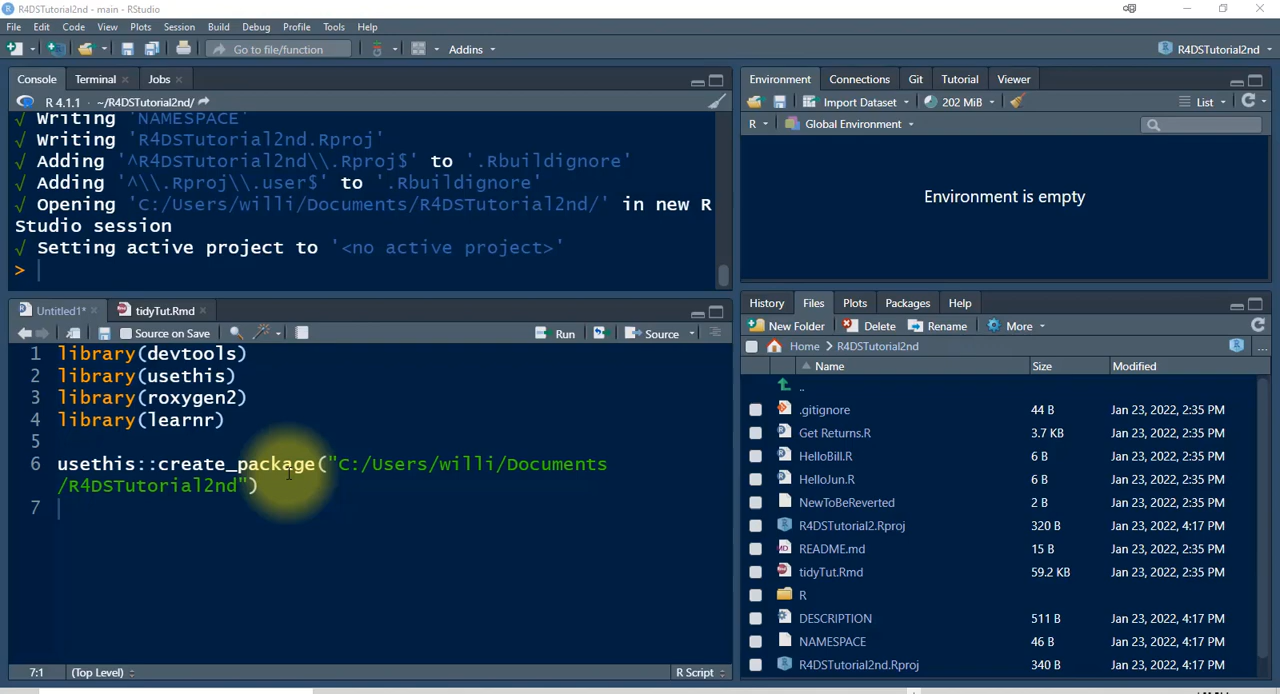 R4DSTutorial2nd - main - RStudio
File Edit Code View Plots Session Build Debug Profile Tools Help
Go to file/function Addins R4DSTutorial2nd
Console Terminal Jobs
R 4.1.1 · ~/R4DSTutorial2nd/
√ Writing 'NAMESPACE'
√ Writing 'R4DSTutorial2nd.Rproj'
√ Adding '^R4DSTutorial2nd\\.Rproj$' to '.Rbuildignore'
√ Adding '^\\.Rproj\\.user$' to '.Rbuildignore'
√ Opening 'C:/Users/willi/Documents/R4DSTutorial2nd/' in new R
Studio session
√ Setting active project to '<no active project>'
>
Untitled1* tidyTut.Rmd
Source on Save Run Source
1 library(devtools)
2 library(usethis)
3 library(roxygen2)
4 library(learnr)
5
6 usethis::create_package("C:/Users/willi/Documents
/R4DSTutorial2nd")
7
7:1 (Top Level) R Script
Environment Connections Git Tutorial Viewer
Import Dataset 202 MiB List
R Global Environment
Environment is empty
History Files Plots Packages Help
New Folder Delete Rename More
Home R4DSTutorial2nd ...
Name Size Modified
..
.gitignore 44 B Jan 23, 2022, 2:35 PM
Get Returns.R 3.7 KB Jan 23, 2022, 2:35 PM
HelloBill.R 6 B Jan 23, 2022, 2:35 PM
HelloJun.R 6 B Jan 23, 2022, 2:35 PM
NewToBeReverted 2 B Jan 23, 2022, 2:35 PM
R4DSTutorial2.Rproj 320 B Jan 23, 2022, 4:17 PM
README.md 15 B Jan 23, 2022, 2:35 PM
tidyTut.Rmd 59.2 KB Jan 23, 2022, 2:35 PM
R
DESCRIPTION 511 B Jan 23, 2022, 4:17 PM
NAMESPACE 46 B Jan 23, 2022, 4:17 PM
R4DSTutorial2nd.Rproj 340 B Jan 23, 2022, 4:17 PM